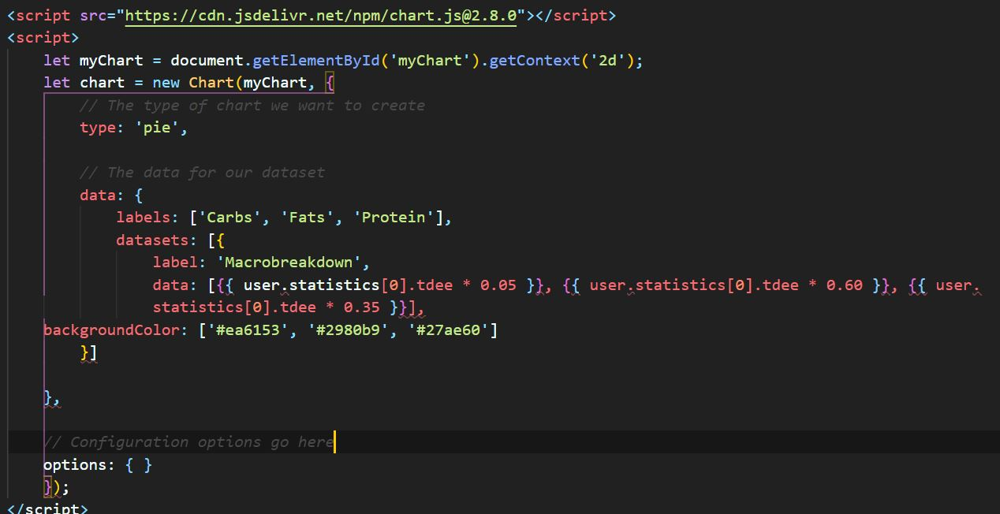 <script src="https://cdn.jsdelivr.net/npm/chart.js@2.8.0"></script>
<script>
let myChart = document.getElementById('myChart').getContext('2d');
let chart = new Chart(myChart, {
// The type of chart we want to create
type: 'pie',
// The data for our dataset
data: {
labels: ['Carbs', 'Fats', 'Protein'],
datasets: [{
label: 'Macrobreakdown',
data: [{{ user.statistics[0].tdee * 0.05 }}, {{ user.statistics[0].tdee * 0.60 }}, {{ user.
statistics[0].tdee * 0.35 }}],
backgroundColor: ['#ea6153', '#2980b9', '#27ae60']
}]
},
// Configuration options go here
options: { }
});
</script>